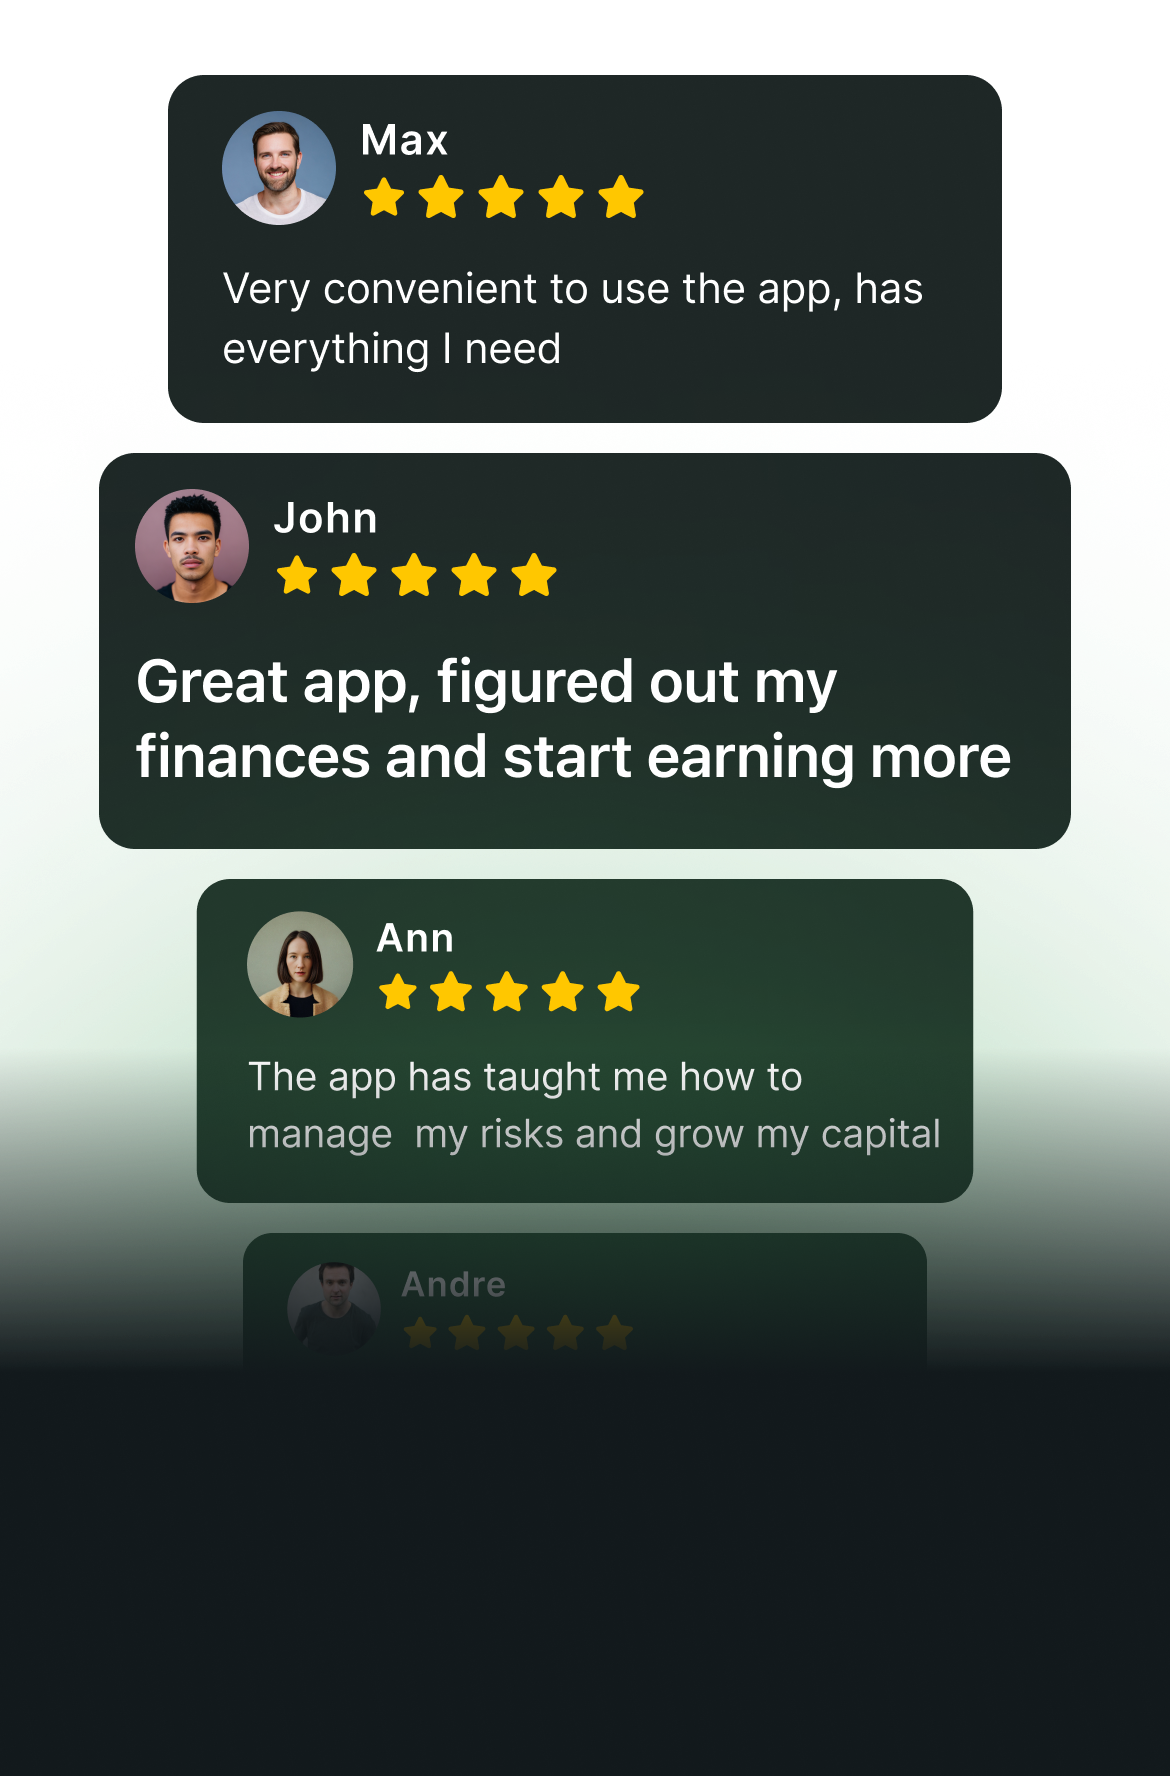 Max
Very convenient to use the app, has
everything I need
John
Great app, figured out my
finances and start earning more
Ann
The app has taught me how to
manage  my risks and grow my capital
Andre